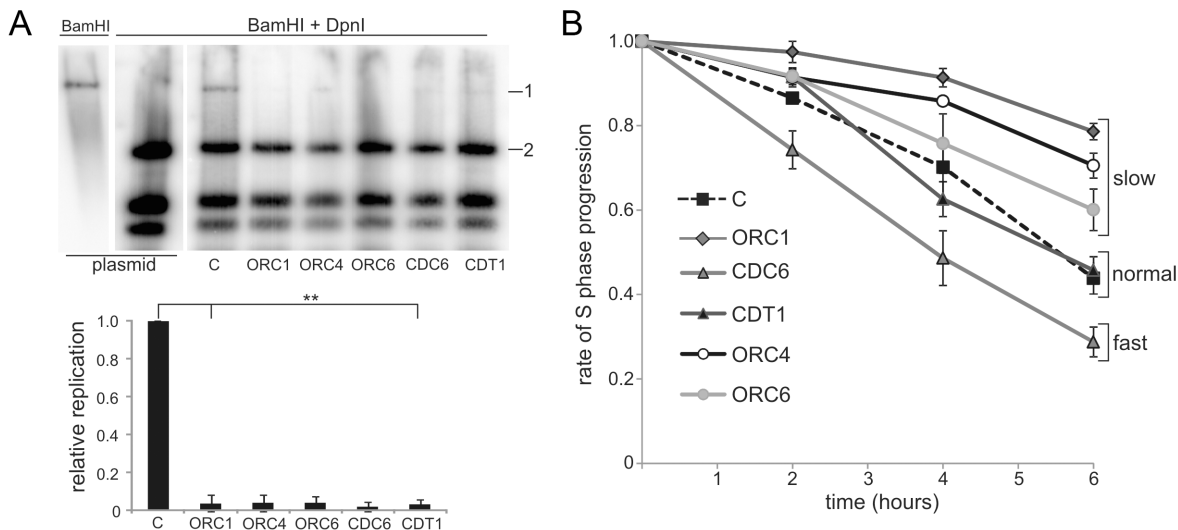 A
BamHI
BamHI + DpnI
1
2
plasmid
C
ORC1
ORC4
ORC6
CDC6
CDT1
**
relative replication
1.0
0.8
0.6
0.4
0.2
0
C
ORC1
ORC4
ORC6
CDC6
CDT1
B
rate of S phase progression
1.0
0.8
0.6
0.4
0.2
0
C
ORC1
CDC6
CDT1
ORC4
ORC6
slow
normal
fast
1
2
3
4
5
6
time (hours)